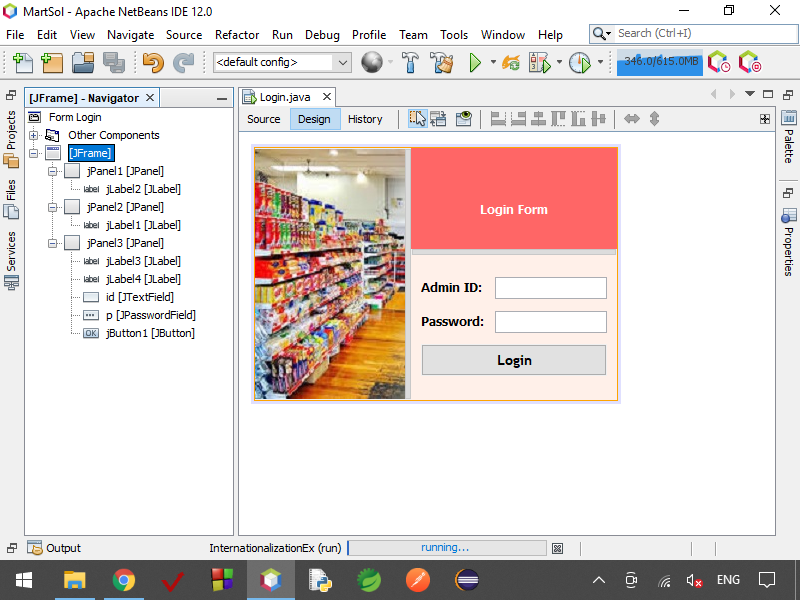 MartSol - Apache NetBeans IDE 12.0
File Edit View Navigate Source Refactor Run Debug Profile Team Tools Window Help
Search (Ctrl+I)
<default config>
346.0/615.0MB
[JFrame] - Navigator
Login.java
Source Design History
Projects
Files
Services
Form Login
Other Components
[JFrame]
jPanel1 [JPanel]
label jLabel2 [JLabel]
jPanel2 [JPanel]
label jLabel1 [JLabel]
jPanel3 [JPanel]
label jLabel3 [JLabel]
label jLabel4 [JLabel]
id [JTextField]
p [JPasswordField]
OK jButton1 [JButton]
Login Form
Admin ID:
Password:
Login
Palette
Properties
Output
InternationalizationEx (run)
running...
ENG